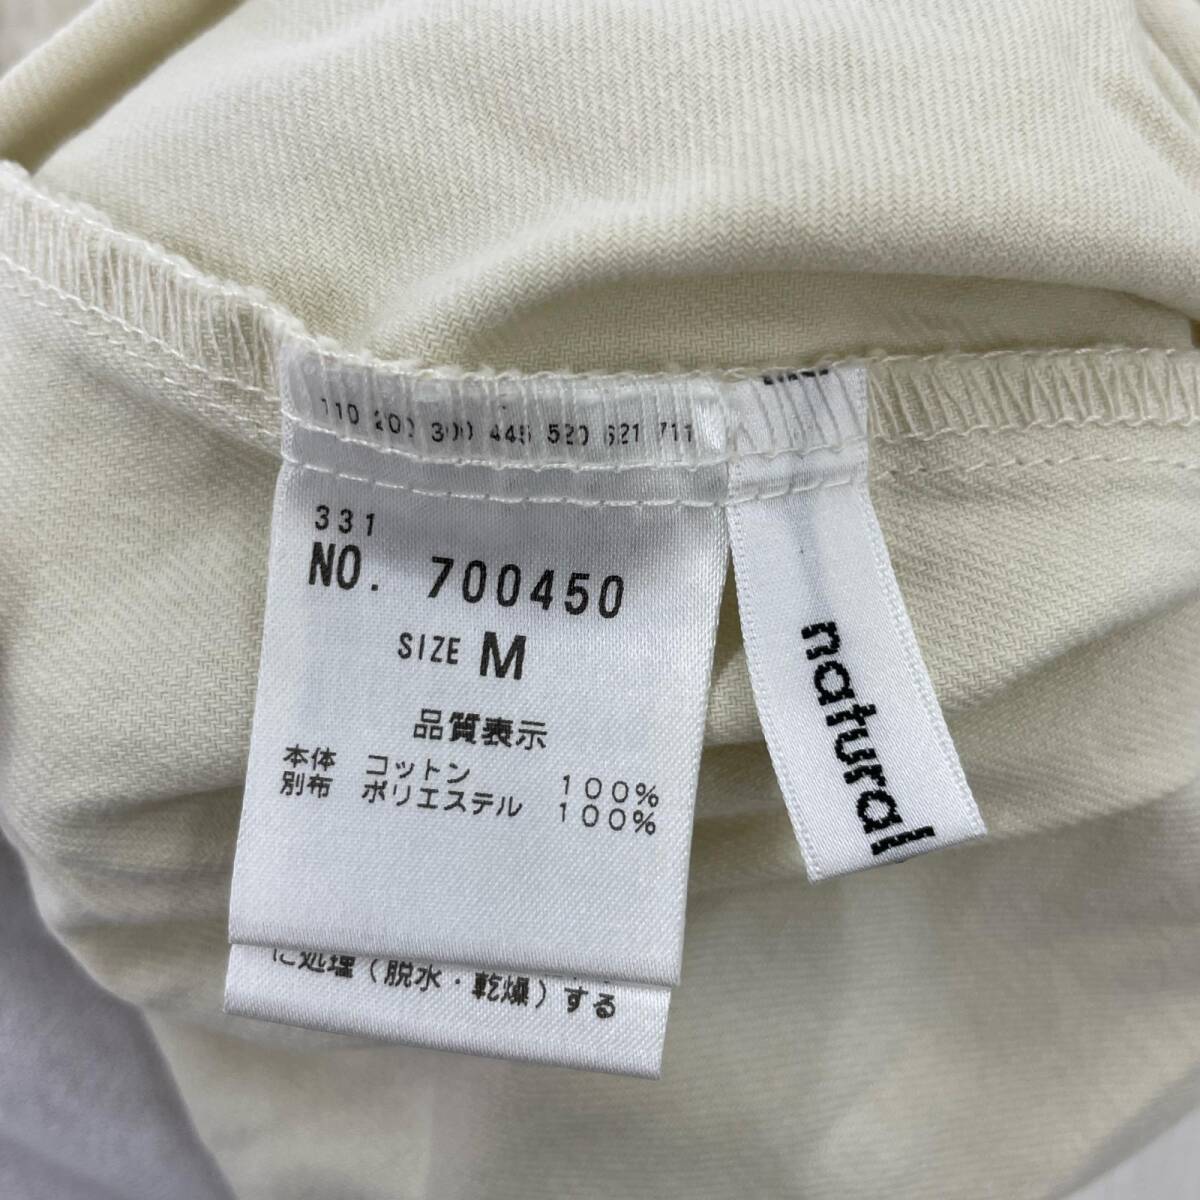 110 200 300 445 520 621 711
331
NO. 700450
SIZE M
品質表示
本体 コットン 100%
別布 ポリエステル 100%
に処理(脱水・乾燥)する
natural